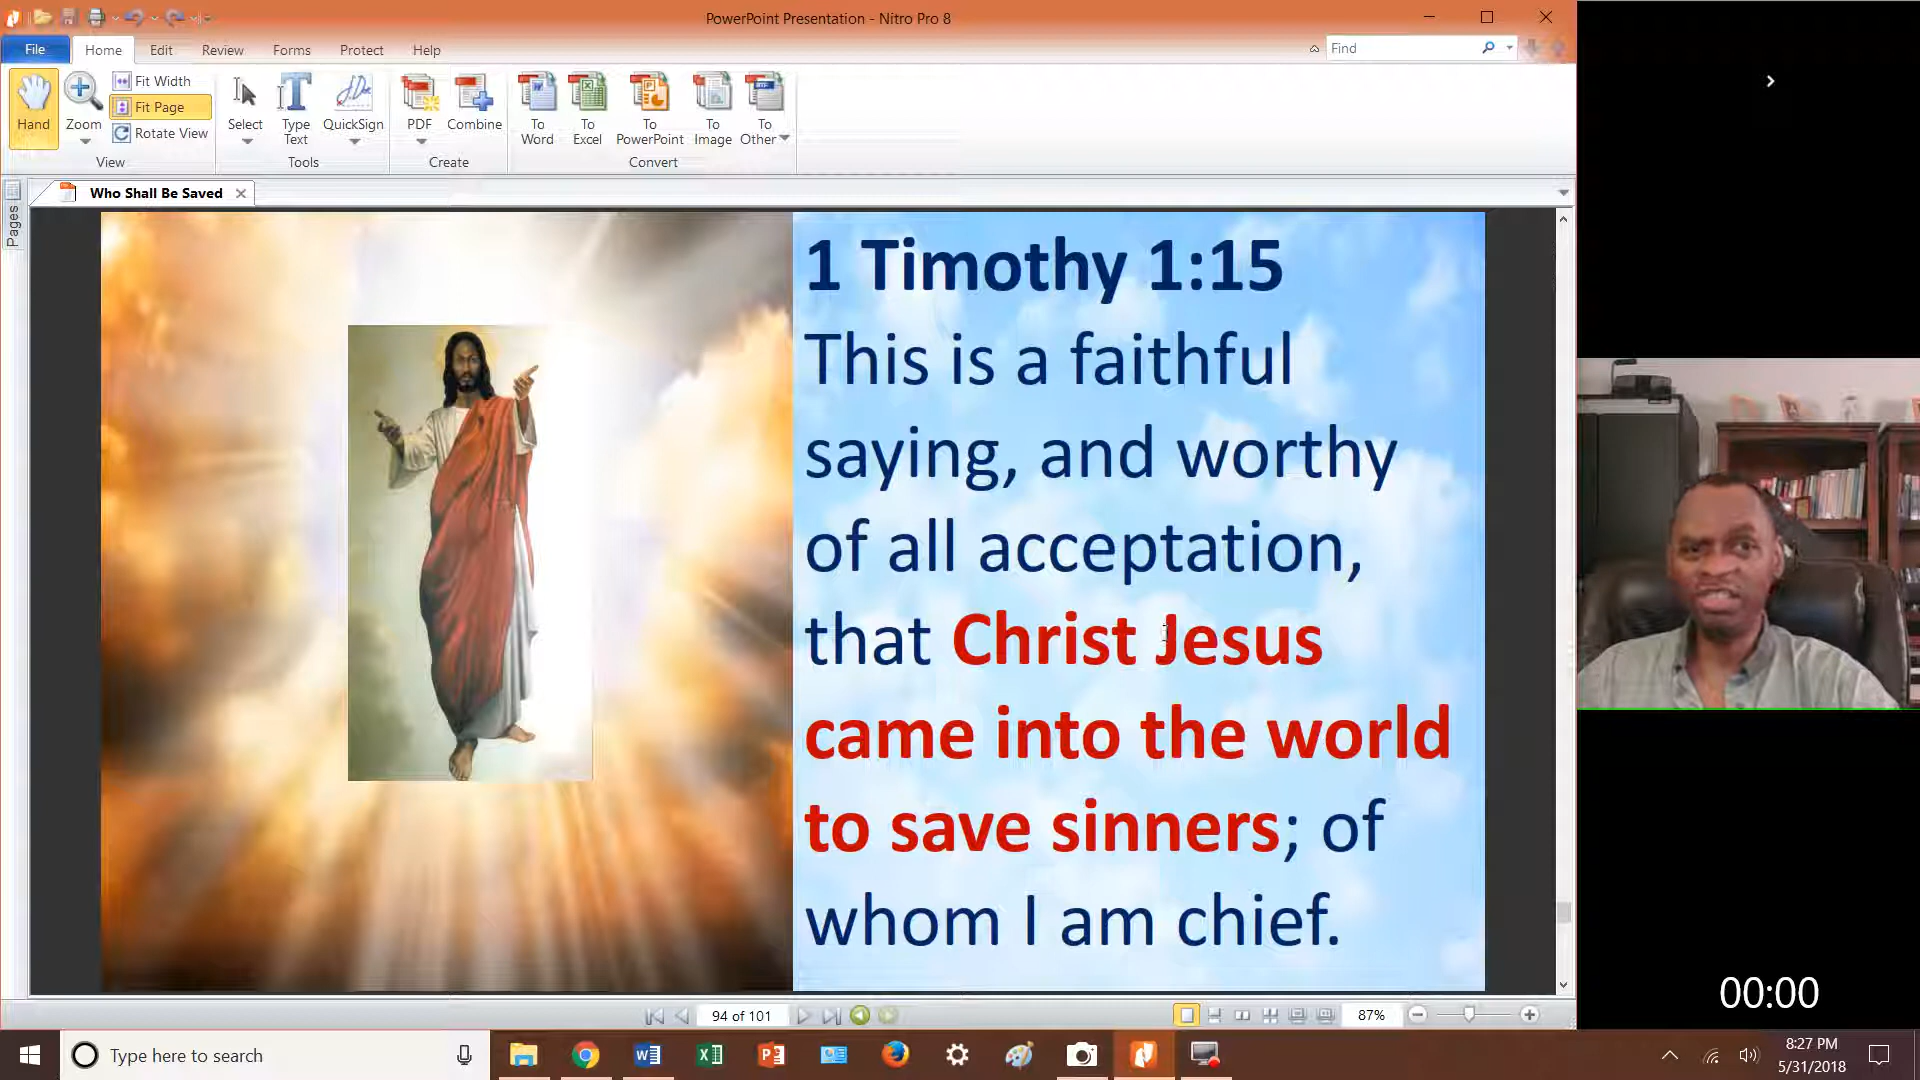 PowerPoint Presentation - Nitro Pro 8
File
Home
Edit
Review
Forms
Protect
Help
Find
Hand
Zoom
Fit Width
Fit Page
Rotate View
View
Select
Type
Text
QuickSign
Tools
PDF
Combine
Create
To
Word
To
Excel
To
PowerPoint
To
Image
To
Other
Convert
Pages
Who Shall Be Saved
1 Timothy 1:15
This is a faithful
saying, and worthy
of all acceptation,
that Christ Jesus
came into the world
to save sinners; of
whom I am chief.
00:00
94 of 101
87%
Type here to search
8:27 PM
5/31/2018